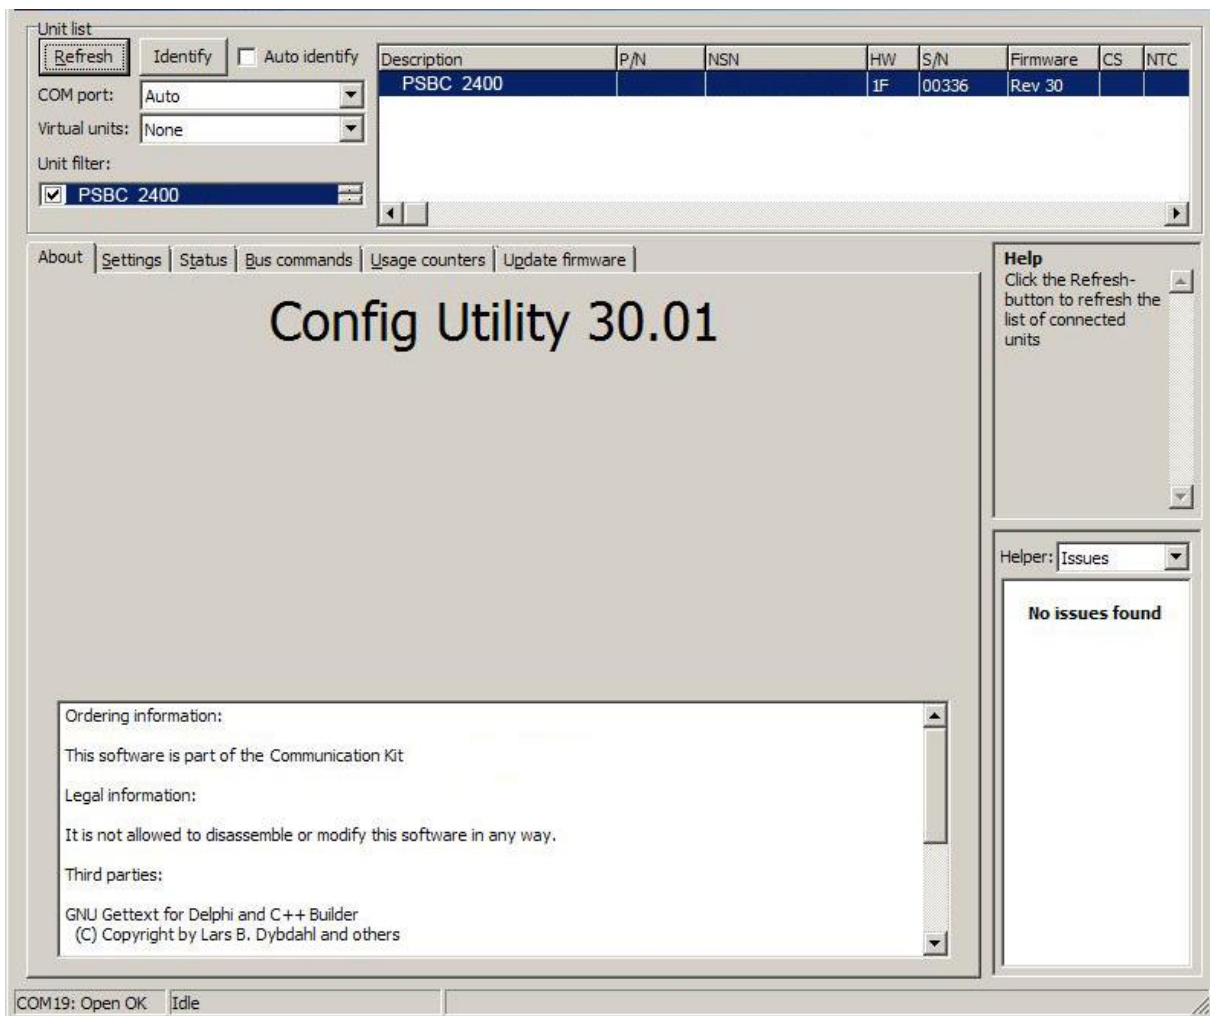 Unit list
Refresh Identify Auto identify
COM port: Auto
Virtual units: None
Unit filter:
PSBC 2400
Description P/N NSN HW S/N Firmware CS NTC
PSBC 2400 1F 00336 Rev 30
About Settings Status Bus commands Usage counters Update firmware
Config Utility 30.01
Ordering information:
This software is part of the Communication Kit
Legal information:
It is not allowed to disassemble or modify this software in any way.
Third parties:
GNU Gettext for Delphi and C++ Builder
(C) Copyright by Lars B. Dybdahl and others
Help
Click the Refresh-
button to refresh the
list of connected
units
Helper: Issues
No issues found
COM19: Open OK Idle